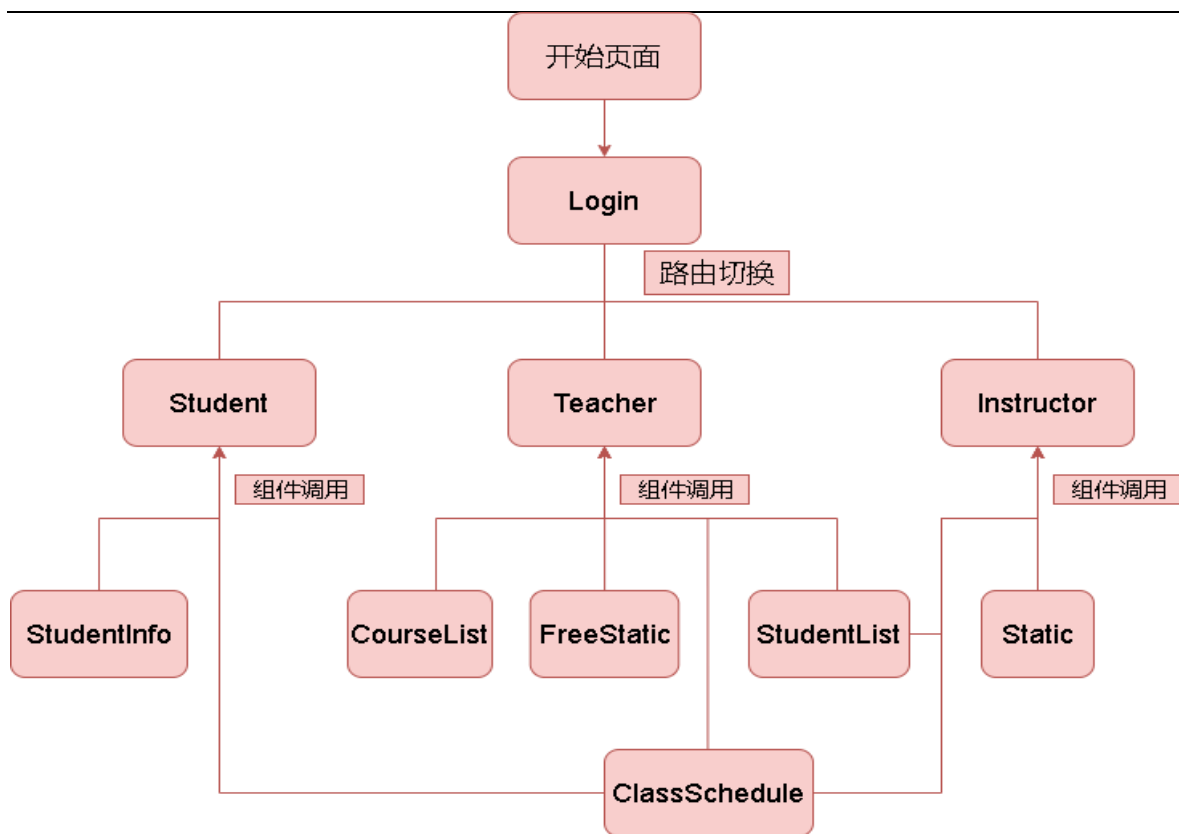 开始页面
Login
路由切换
Student
Teacher
Instructor
组件调用
组件调用
组件调用
StudentInfo
CourseList
FreeStatic
StudentList
Static
ClassSchedule